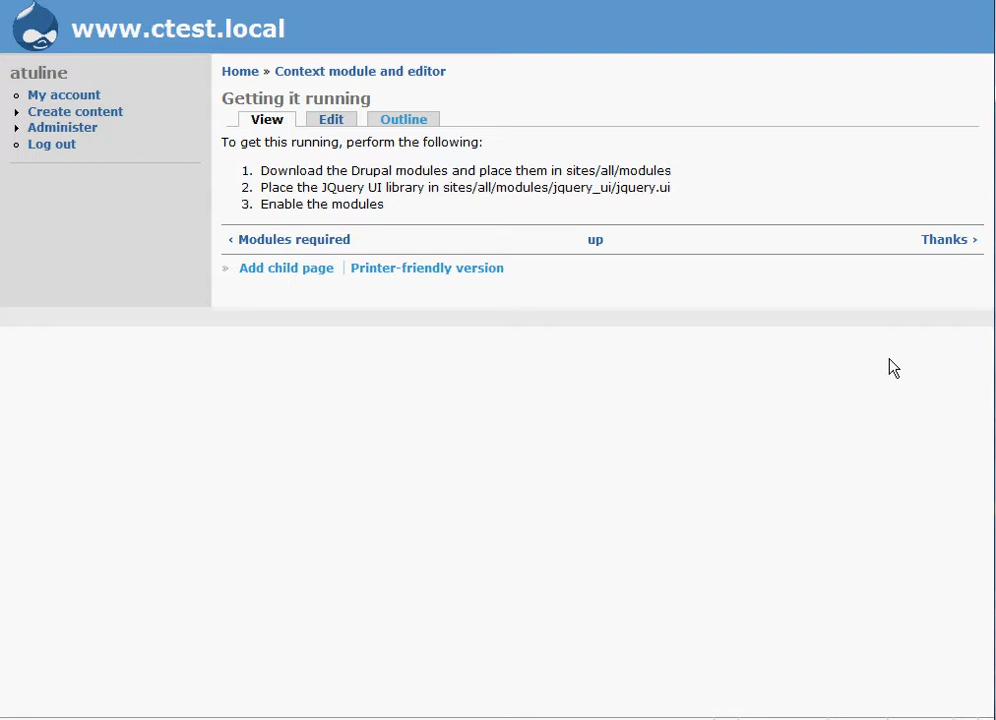 www.ctest.local
atuline
My account
Create content
Administer
Log out
Home » Context module and editor
Getting it running
View Edit Outline
To get this running, perform the following:
1. Download the Drupal modules and place them in sites/all/modules
2. Place the JQuery UI library in sites/all/modules/jquery_ui/jquery.ui
3. Enable the modules
‹ Modules required up Thanks ›
» Add child page | Printer-friendly version